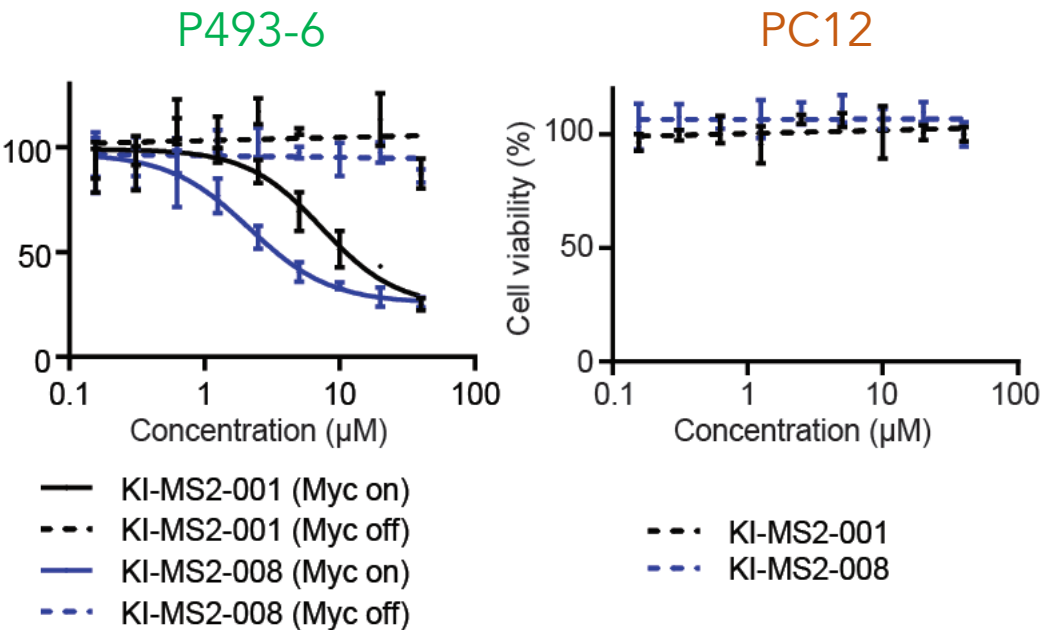 P493-6
100
50
0
0.1 1 10 100
Concentration (µM)
KI-MS2-001 (Myc on)
KI-MS2-001 (Myc off)
KI-MS2-008 (Myc on)
KI-MS2-008 (Myc off)
PC12
Cell viability (%)
100
50
0
0.1 1 10 100
Concentration (µM)
KI-MS2-001
KI-MS2-008